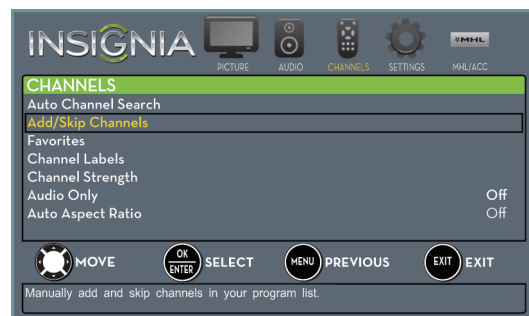 INSIGNIA
PICTURE AUDIO CHANNELS SETTINGS MHL/ACC
MHL
CHANNELS
Auto Channel Search
Add/Skip Channels
Favorites
Channel Labels
Channel Strength
Audio Only Off
Auto Aspect Ratio Off
MOVE OK ENTER SELECT MENU PREVIOUS EXIT EXIT
Manually add and skip channels in your program list.